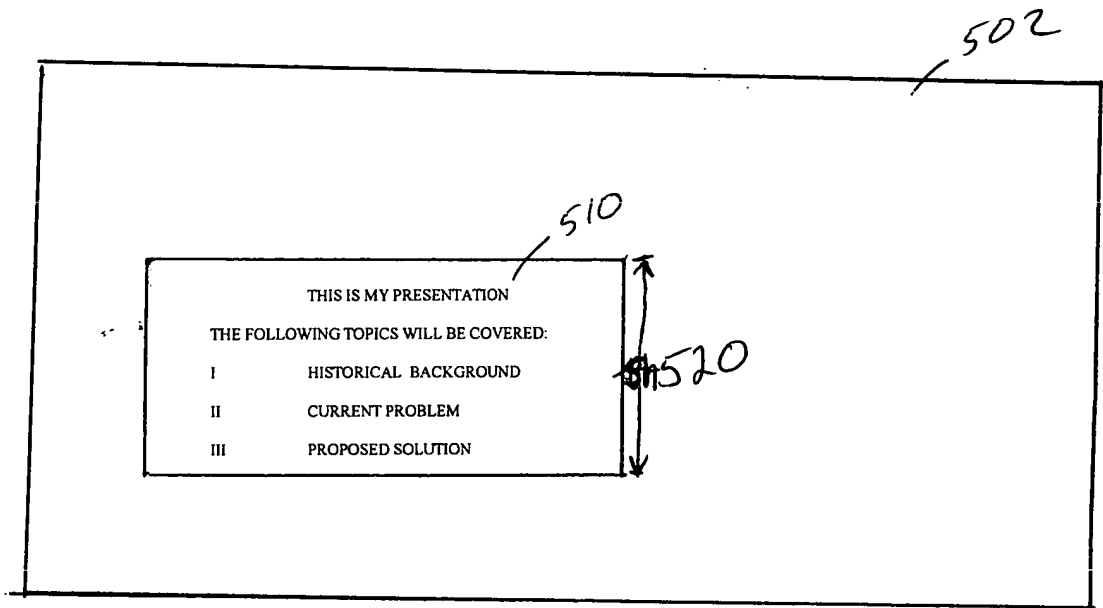 502
510
THIS IS MY PRESENTATION
THE FOLLOWING TOPICS WILL BE COVERED:
I HISTORICAL BACKGROUND
520
II CURRENT PROBLEM
III PROPOSED SOLUTION